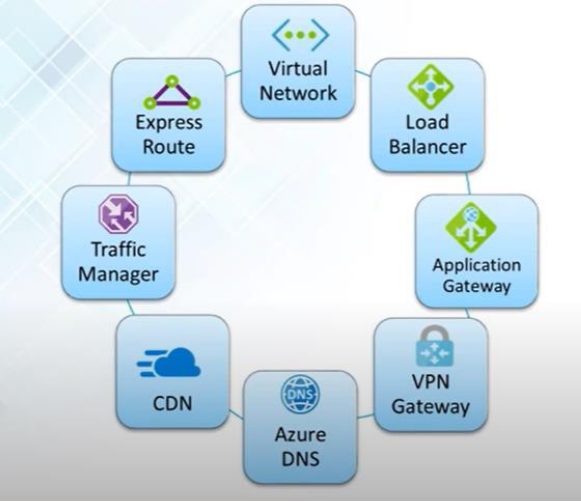 Virtual
Network
Load
Balancer
Application
Gateway
VPN
Gateway
DNS
Azure
DNS
CDN
Traffic
Manager
Express
Route